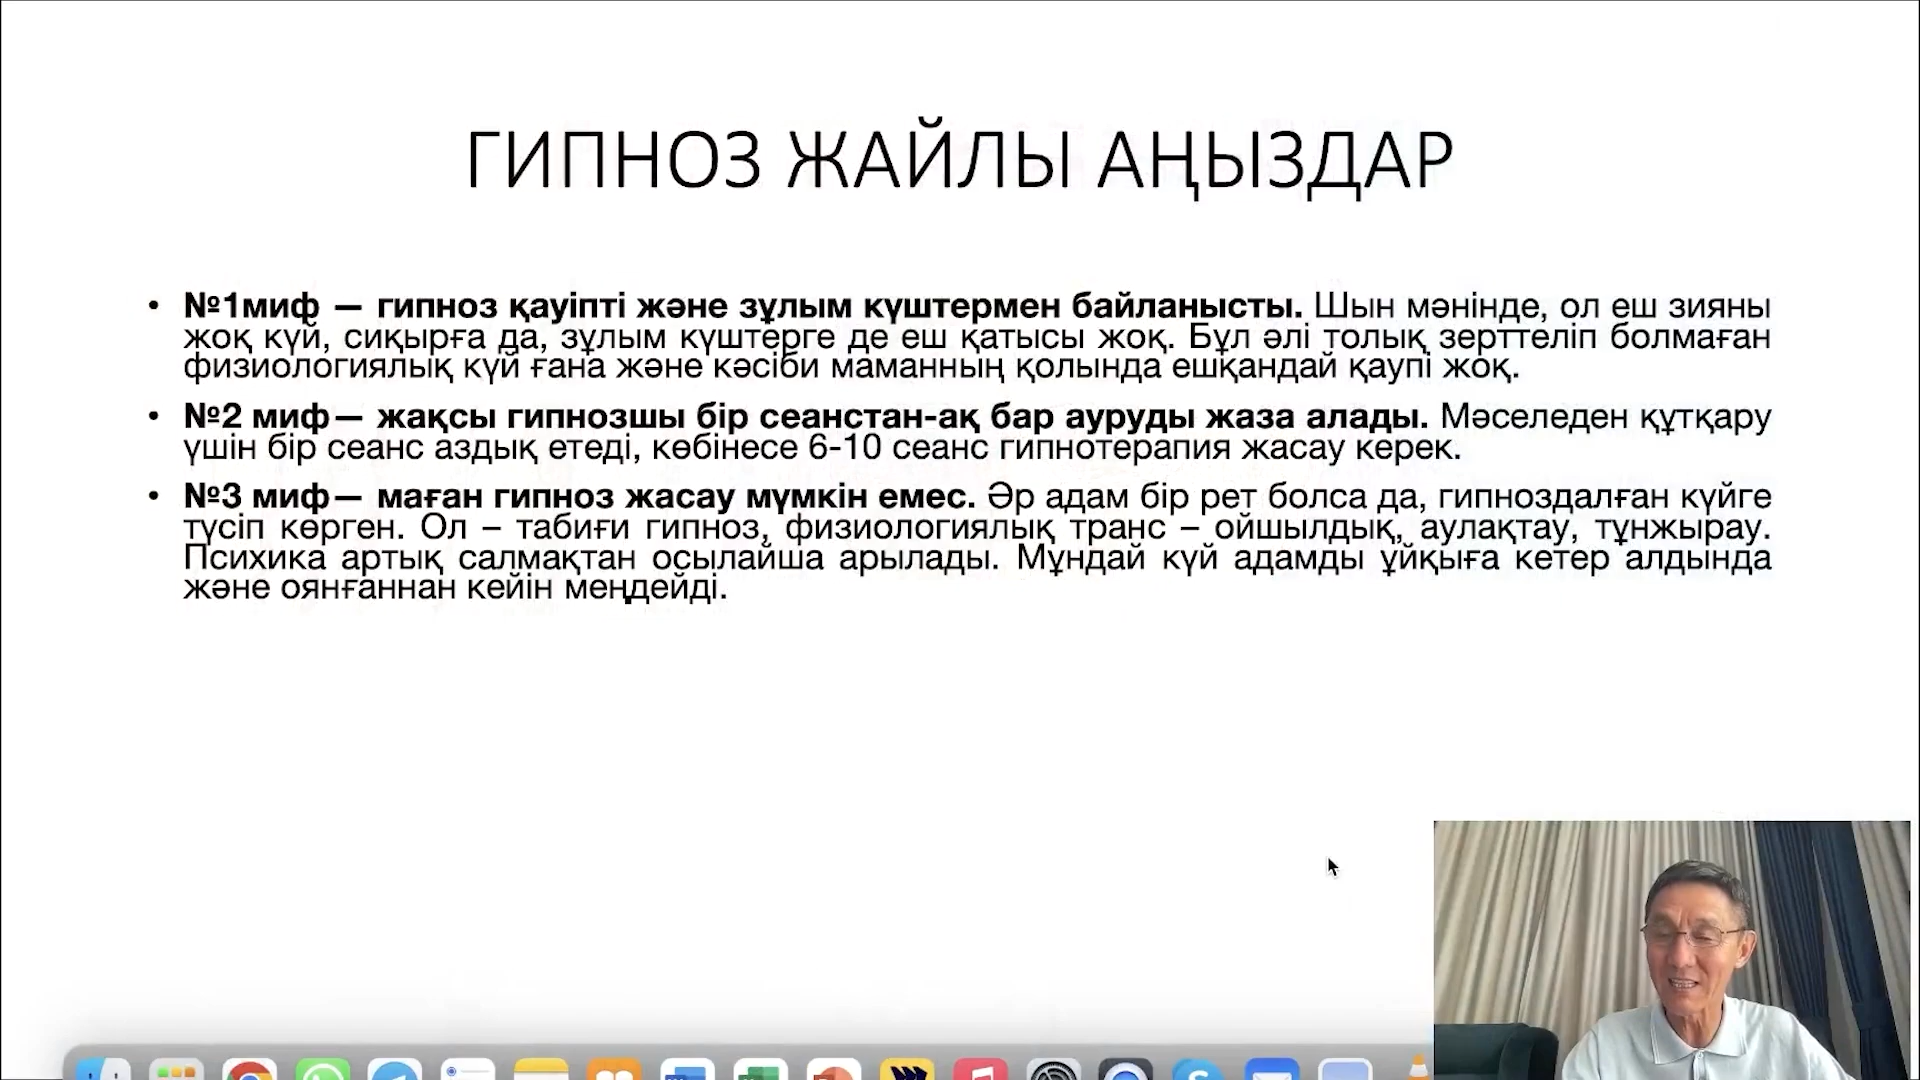 ГИПНОЗ ЖАЙЛЫ АҢЫЗДАР
• №1миф — гипноз қауіпті және зұлым күштермен байланысты. Шын мәнінде, ол еш зияны
жоқ күй, сиқырға да, зұлым күштерге де еш қатысы жоқ. Бұл әлі толық зерттеліп болмаған
физиологиялық күй ғана және кәсіби маманның қолында ешқандай қаупі жоқ.
• №2 миф— жақсы гипнозшы бір сеанстан-ақ бар ауруды жаза алады. Мәселеден құтқару
үшін бір сеанс аздық етеді, көбінесе 6-10 сеанс гипнотерапия жасау керек.
• №3 миф— маған гипноз жасау мүмкін емес. Әр адам бір рет болса да, гипноздалған күйге
түсіп көрген. Ол – табиғи гипноз, физиологиялық транс – ойшылдық, аулақтау, тұнжырау.
Психика артық салмақтан осылайша арылады. Мұндай күй адамды ұйқыға кетер алдында
және оянғаннан кейін меңдейді.